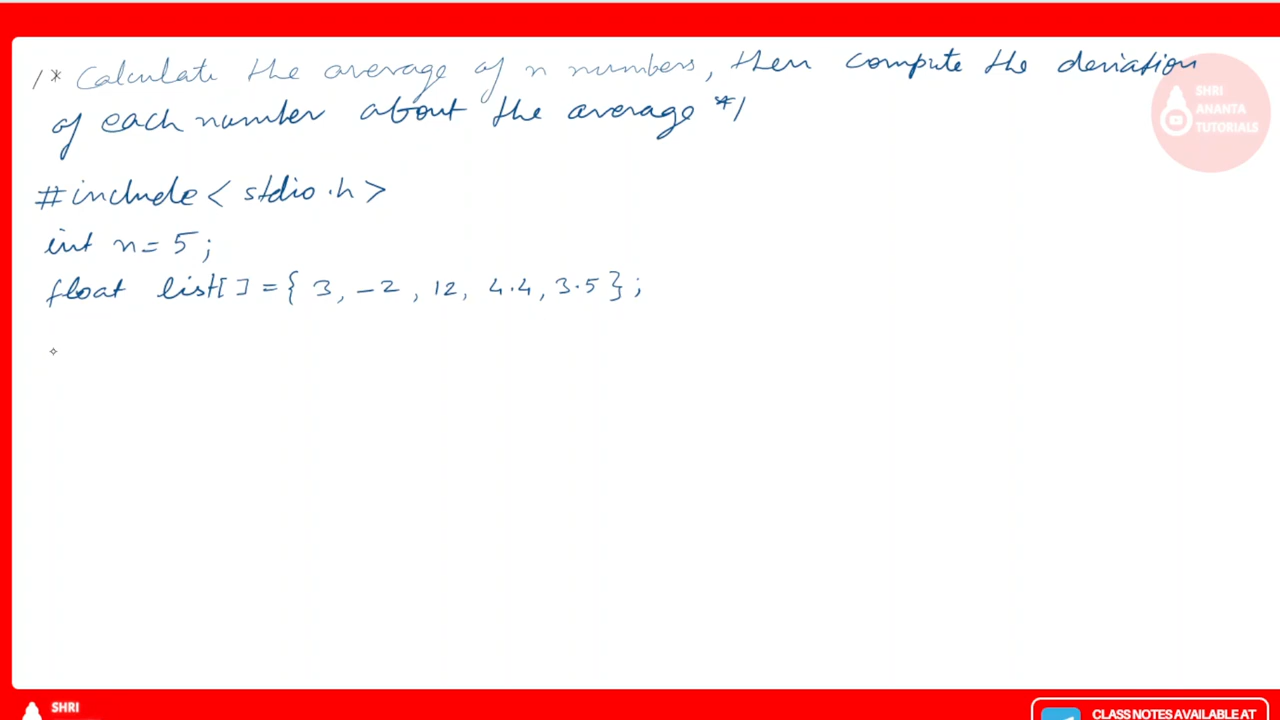 /* Calculate the average of n numbers, then compute the deviation
of each number about the average */
SHRI
ANANTA
TUTORIALS
#include < stdio.h >
int n = 5 ;
float list[ ] = { 3, -2 , 12, 4.4, 3.5 } ;
SHRI
CLASS NOTES AVAILABLE AT